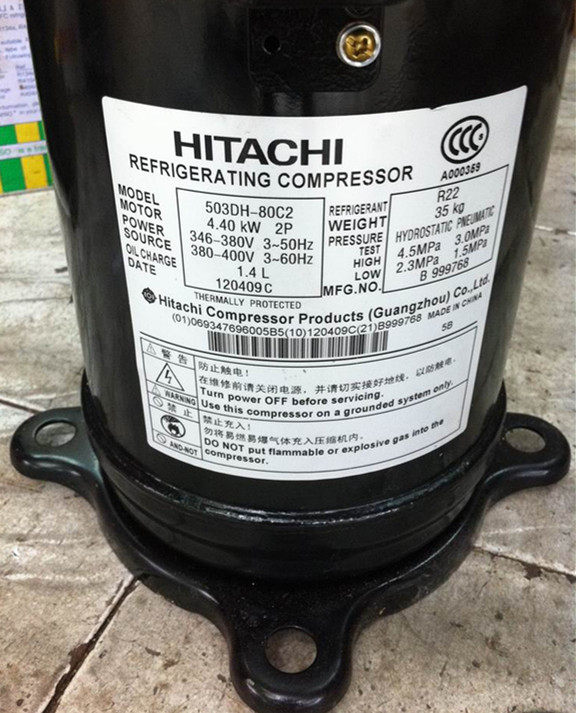 HITACHI
REFRIGERATING COMPRESSOR
CCC S
A000359
MODEL 503DH-80C2
MOTOR 4.40 kW 2P
POWER SOURCE 346-380V 3~50Hz
380-400V 3~60Hz
OIL CHARGE 1.4 L
DATE 120409C
THERMALLY PROTECTED
REFRIGERANT R22
WEIGHT 35 kg
PRESSURE TEST HYDROSTATIC PNEUMATIC
HIGH 4.5MPa 3.0MPa
LOW 2.3MPa 1.5MPa
MFG.NO. B 999768
Hitachi Compressor Products (Guangzhou) Co.,Ltd.
MADE IN CHINA
(01)069347696005B5(10)120409C(21)B999768
5B
警告
WARNING
防止触电！
在维修前请关闭电源，并请切实接好地线，以防触电。
Turn power OFF before servicing.
Use this compressor on a grounded system only.
禁止
AND-NOT
禁止充入！
勿将易燃易爆气体充入压缩机内。
DO NOT put flammable or explosive gas into the
compressor.